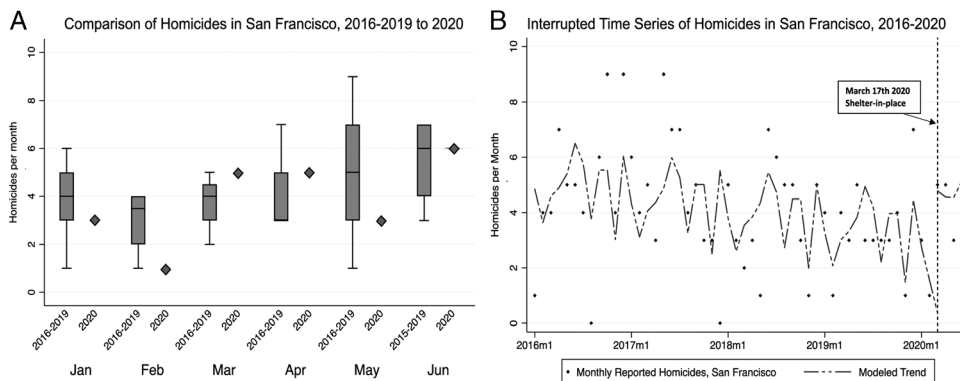 A
Comparison of Homicides in San Francisco, 2016-2019 to 2020
Homicides per month
10
8
6
4
2
0
2016-2019
2020
2016-2019
2020
2016-2019
2020
2016-2019
2020
2016-2019
2020
2015-2019
2020
Jan
Feb
Mar
Apr
May
Jun
B
Interrupted Time Series of Homicides in San Francisco, 2016-2020
Homicides per Month
10
8
6
4
2
0
March 17th 2020
Shelter-in-place
2016m1
2017m1
2018m1
2019m1
2020m1
Monthly Reported Homicides, San Francisco
Modeled Trend